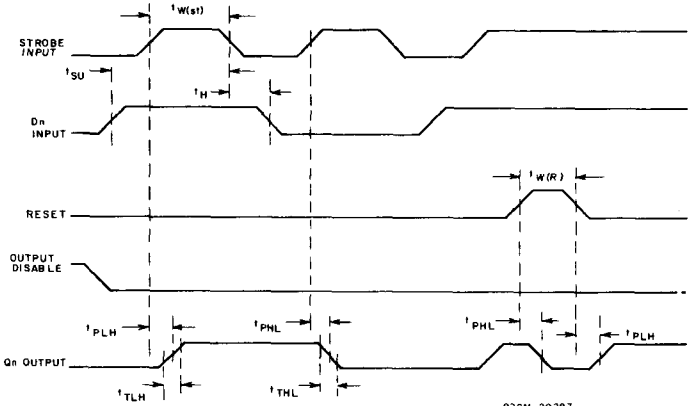 tW(st)
STROBE
INPUT
tSU
tH
Dn
INPUT
tW(R)
RESET
OUTPUT
DISABLE
tPLH
tPHL
tPHL
tPLH
Qn OUTPUT
tTLH
tTHL